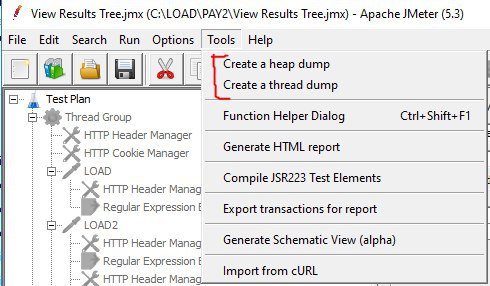 View Results Tree.jmx (C:\LOAD\PAY2\View Results Tree.jmx) - Apache JMeter (5.3)
File Edit Search Run Options Tools Help
Create a heap dump
Create a thread dump
Function Helper Dialog Ctrl+Shift+F1
Generate HTML report
Compile JSR223 Test Elements
Export transactions for report
Generate Schematic View (alpha)
Import from cURL
Test Plan
Thread Group
HTTP Header Manager
HTTP Cookie Manager
LOAD
HTTP Header Manag
Regular Expression E
LOAD2
HTTP Header Manag
Regular Expression E
HTTP Header Manag